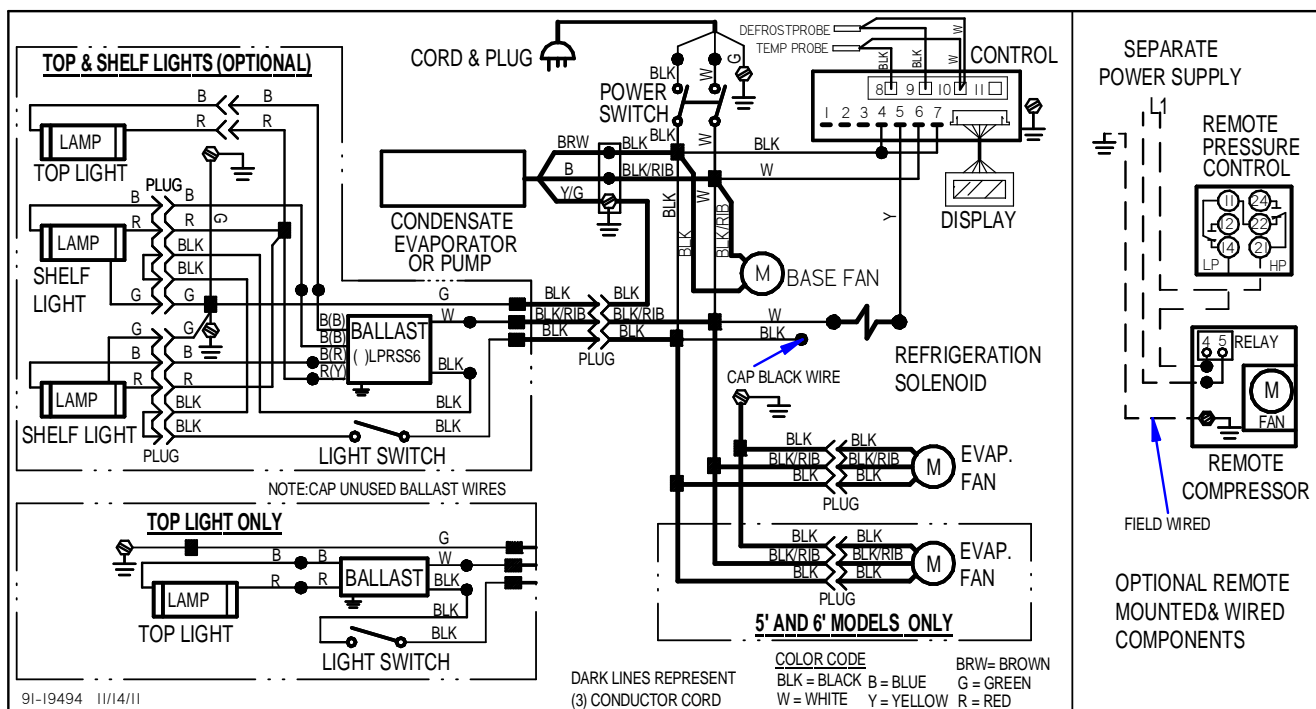 TOP & SHELF LIGHTS (OPTIONAL)
B
B
R
R
LAMP
TOP LIGHT
PLUG
B
B
R
R
G
LAMP
BLK
BLK
SHELF
LIGHT
G
G
G
G
B
B
R
R
LAMP
BLK
BLK
SHELF LIGHT
PLUG
B(B)
B(B)
B(R)
R(Y)
BALLAST
( )LPRSS6
G
W
BLK
BLK
BLK
LIGHT SWITCH
NOTE:CAP UNUSED BALLAST WIRES
TOP LIGHT ONLY
G
B
B
W
R
R
BALLAST
BLK
LAMP
BLK
TOP LIGHT
BLK
LIGHT SWITCH
91-19494 11/14/11
CORD & PLUG
BLK
W
G
POWER
SWITCH
BLK
W
BRW
BLK
BLK
B
BLK/RIB
W
Y/G
CONDENSATE
EVAPORATOR
OR PUMP
BLK
W
BLK
BLK/RIB
M
BASE FAN
BLK
BLK
BLK/RIB
BLK/RIB
BLK
BLK
PLUG
W
BLK
CAP BLACK WIRE
REFRIGERATION
SOLENOID
Y
DEFROSTPROBE
TEMP PROBE
BLK
BLK
W
W
CONTROL
8
9
10
11
1 2 3 4 5 6 7
DISPLAY
BLK
BLK
BLK/RIB
BLK/RIB
BLK
BLK
PLUG
M
EVAP.
FAN
BLK
BLK
BLK/RIB
BLK/RIB
BLK
BLK
PLUG
M
EVAP.
FAN
5' AND 6' MODELS ONLY
DARK LINES REPRESENT
(3) CONDUCTOR CORD
COLOR CODE
BLK = BLACK
W = WHITE
B = BLUE
Y = YELLOW
BRW= BROWN
G = GREEN
R = RED
SEPARATE
POWER SUPPLY
L1
REMOTE
PRESSURE
CONTROL
11
24
12
22
14
21
LP
HP
4 5
RELAY
M
FAN
REMOTE
COMPRESSOR
FIELD WIRED
OPTIONAL REMOTE
MOUNTED& WIRED
COMPONENTS